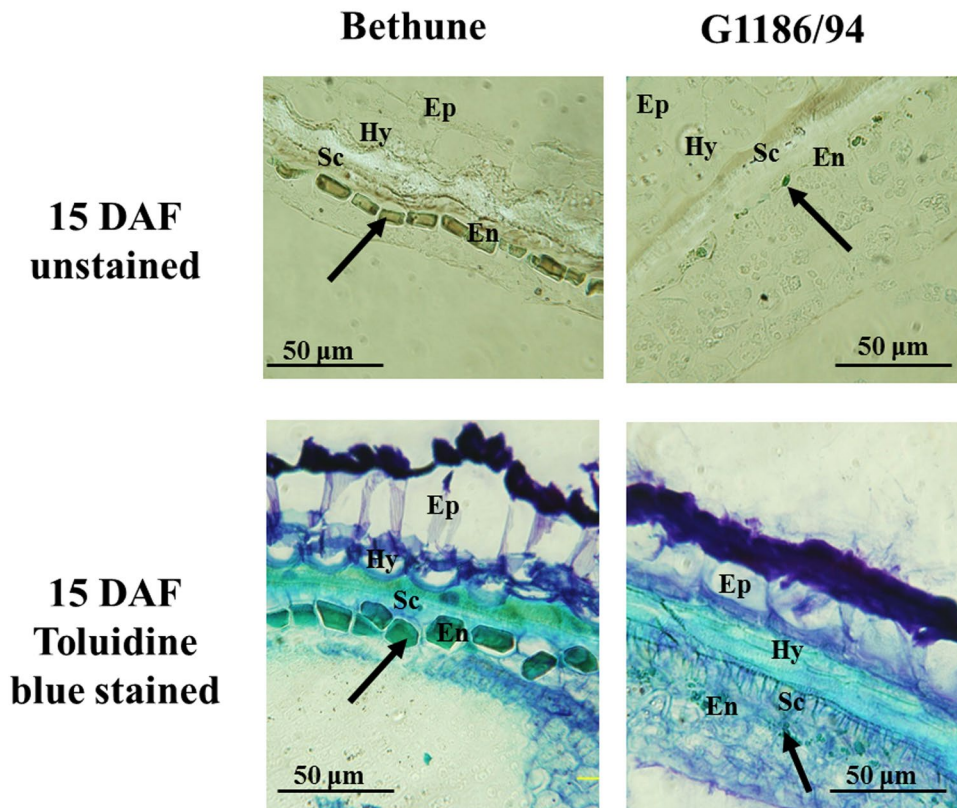 Bethune
G1186/94
15 DAF
unstained
Ep
Hy
Sc
En
50 µm
Ep
Hy
Sc
En
50 µm
15 DAF
Toluidine
blue stained
Ep
Hy
Sc
En
50 µm
Ep
Hy
Sc
En
50 µm